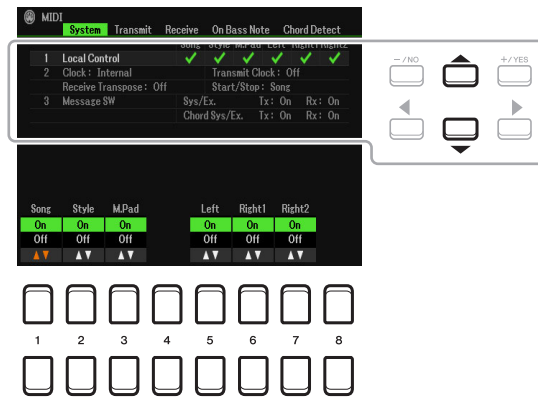 MIDI
System Transmit Receive On Bass Note Chord Detect
Song Style M.Pad Left Right1 Right2
1 Local Control
2 Clock: Internal Transmit Clock: Off
Receive Transpose: Off Start/Stop: Song
3 Message SW Sys/Ex. Tx: On Rx: On
Chord Sys/Ex. Tx: On Rx: On
−/NO +/YES
Song Style M.Pad Left Right1 Right2
On On On On On On
Off Off Off Off Off Off
1 2 3 4 5 6 7 8